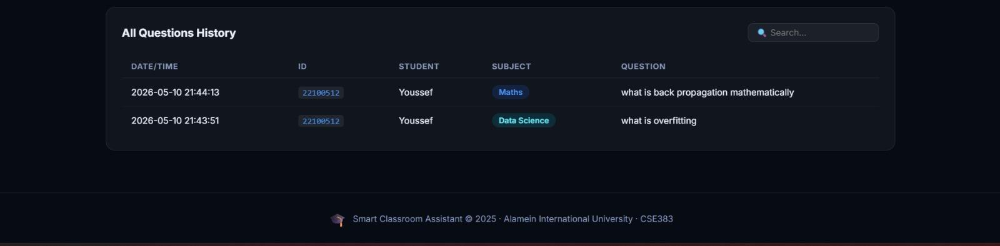 All Questions History
🔍 Search...
DATE/TIME ID STUDENT SUBJECT QUESTION
2026-05-10 21:44:13 22100512 Youssef Maths what is back propagation mathematically
2026-05-10 21:43:51 22100512 Youssef Data Science what is overfitting
🎓 Smart Classroom Assistant © 2025 · Alamein International University · CSE383